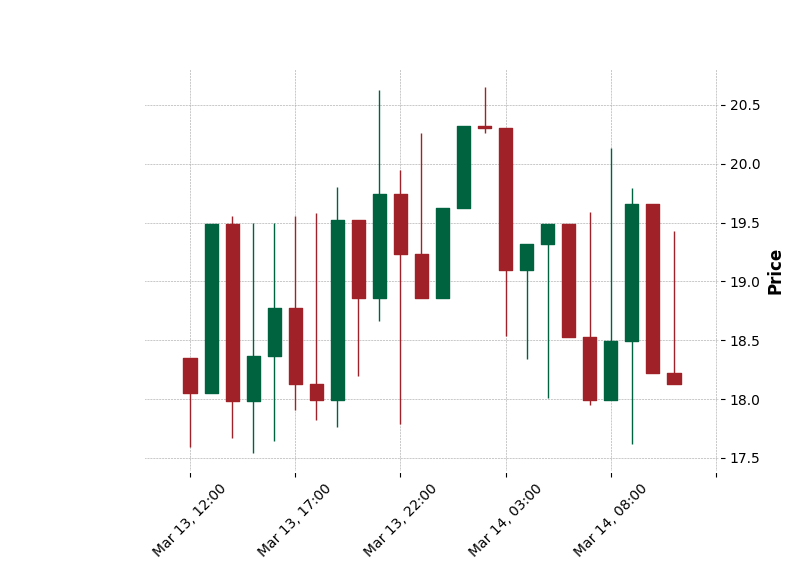 20.5
20.0
19.5
19.0
18.5
18.0
17.5
Price
Mar 13, 12:00
Mar 13, 17:00
Mar 13, 22:00
Mar 14, 03:00
Mar 14, 08:00